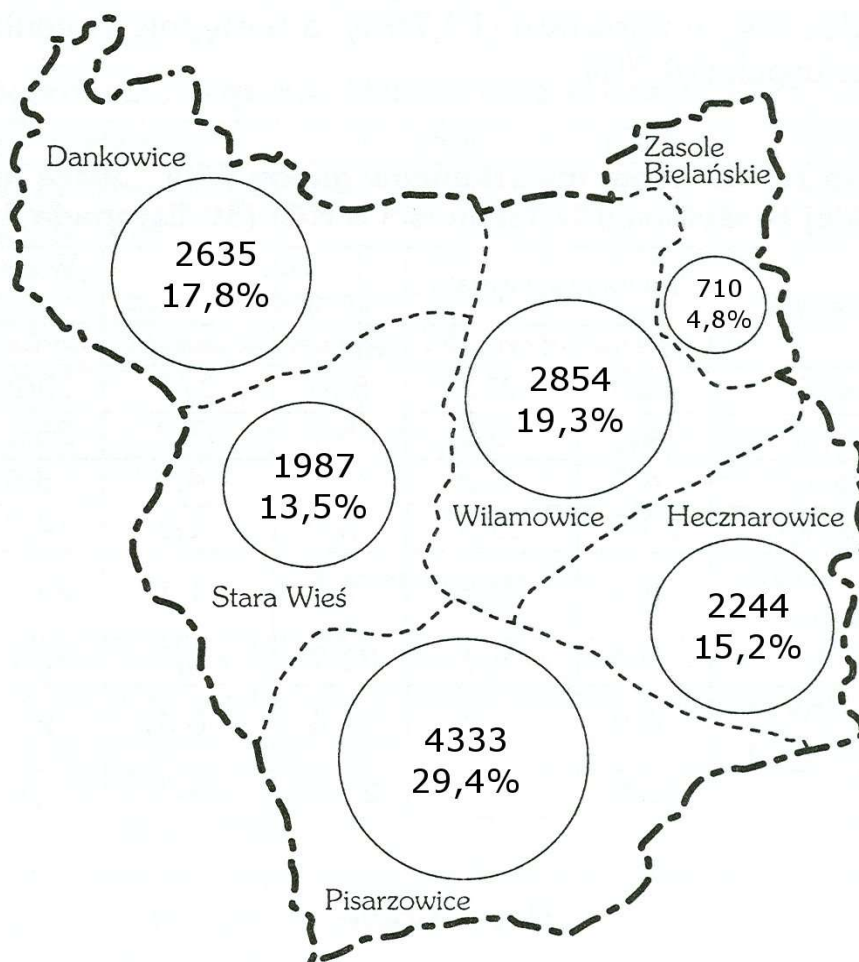 Dankowice
2635
17,8%
Zasole
Bielańskie
710
4,8%
2854
19,3%
Wilamowice
1987
13,5%
Stara Wieś
Hecznarowice
2244
15,2%
4333
29,4%
Pisarzowice